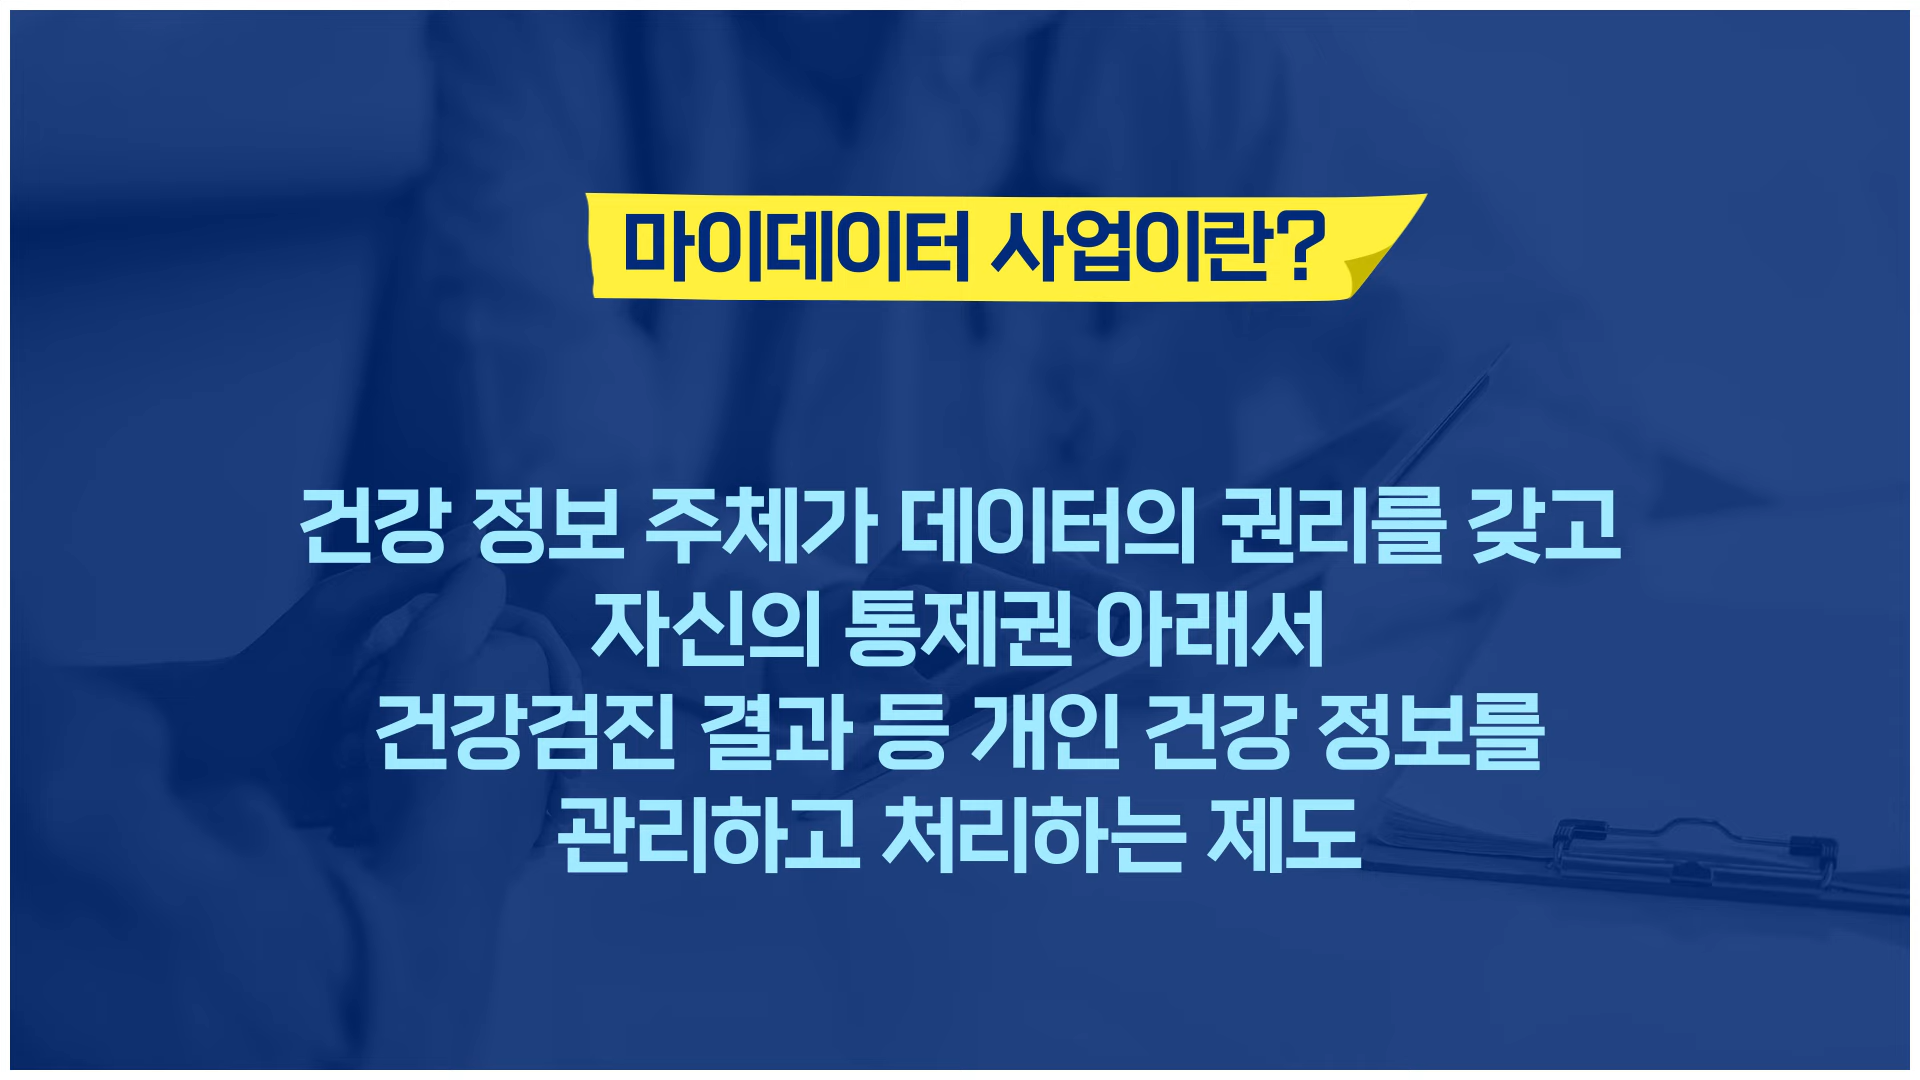 마이데이터 사업이란?
건강 정보 주체가 데이터의 권리를 갖고
자신의 통제권 아래서
건강검진 결과 등 개인 건강 정보를
관리하고 처리하는 제도